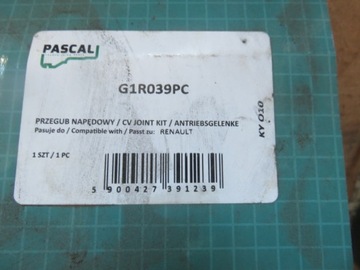 PASCAL
G1R039PC
PRZEGUB NAPĘDOWY / CV JOINT KIT / ANTRIEBSGELENKE
Pasuje do / Compatible with / Passt zu: RENAULT
1 SZT / 1 PC
5 900427 391239
KY O10